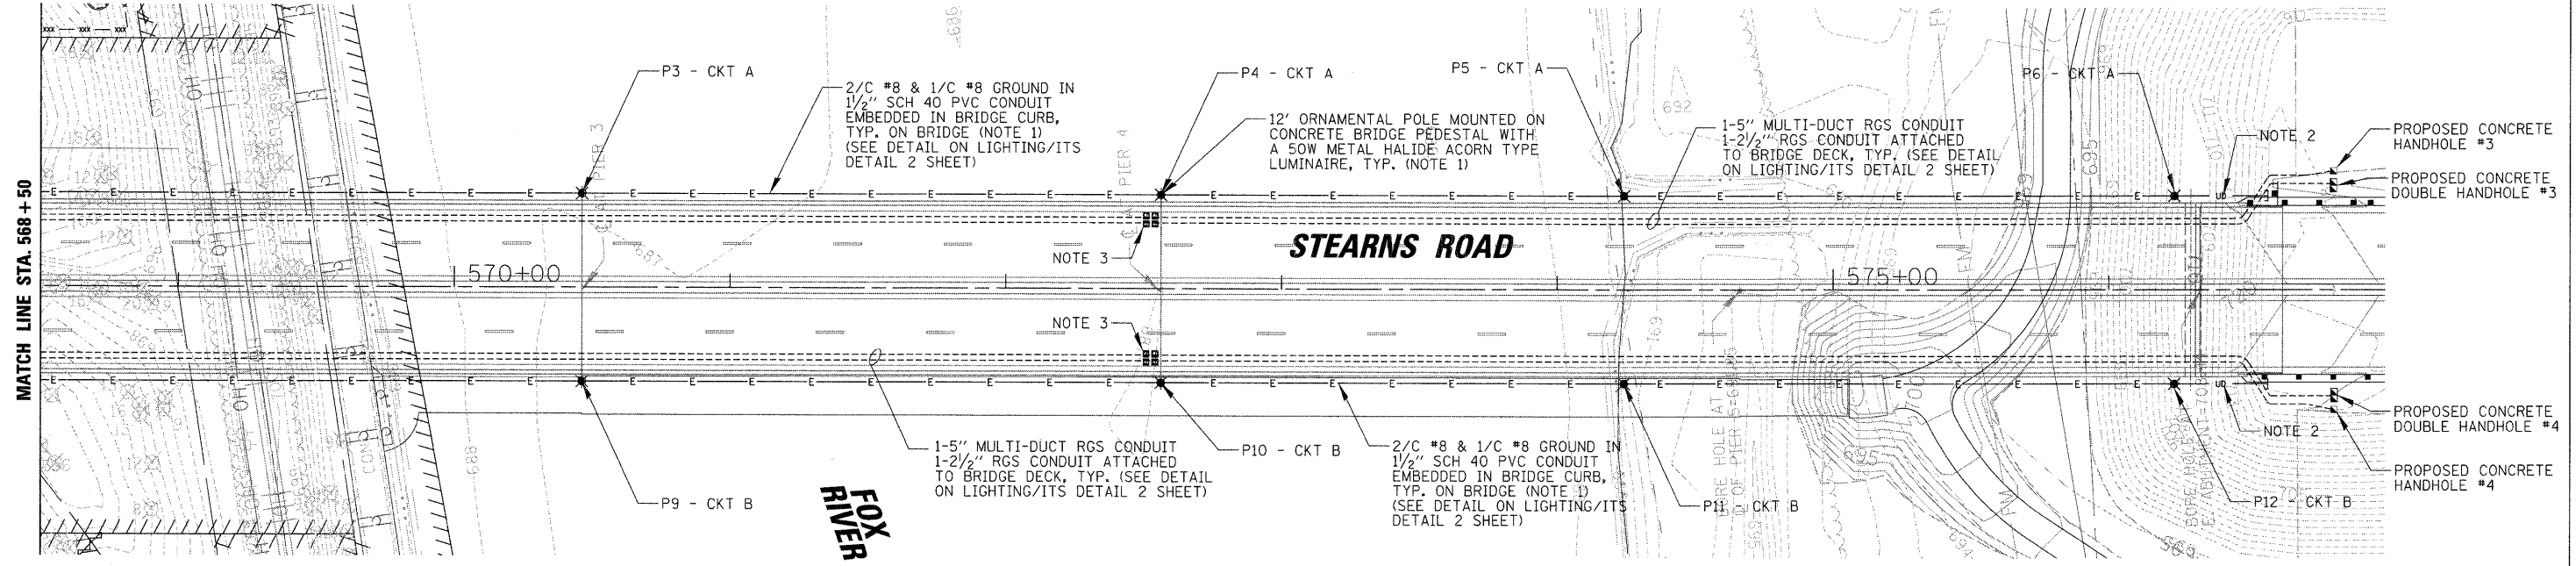 MATCH LINE STA. 568+50
P3 - CKT A
2/C #8 & 1/C #8 GROUND IN
1½" SCH 40 PVC CONDUIT
EMBEDDED IN BRIDGE CURB,
TYP. ON BRIDGE (NOTE 1)
(SEE DETAIL ON LIGHTING/ITS
DETAIL 2 SHEET)
PIER 3
687
688
686
P4 - CKT A
12' ORNAMENTAL POLE MOUNTED ON
CONCRETE BRIDGE PEDESTAL WITH
A 50W METAL HALIDE ACORN TYPE
LUMINAIRE, TYP. (NOTE 1)
PIER 4
P5 - CKT A
692
1-5" MULTI-DUCT RGS CONDUIT
1-2½" RGS CONDUIT ATTACHED
TO BRIDGE DECK, TYP. (SEE DETAIL
ON LIGHTING/ITS DETAIL 2 SHEET)
P6 - CKT A
695
NOTE 2
PROPOSED CONCRETE
HANDHOLE #3
PROPOSED CONCRETE
DOUBLE HANDHOLE #3
NOTE 3
STEARNS ROAD
570+00
575+00
NOTE 3
P9 - CKT B
FOX
RIVER
1-5" MULTI-DUCT RGS CONDUIT
1-2½" RGS CONDUIT ATTACHED
TO BRIDGE DECK, TYP. (SEE DETAIL
ON LIGHTING/ITS DETAIL 2 SHEET)
P10 - CKT B
2/C #8 & 1/C #8 GROUND IN
1½" SCH 40 PVC CONDUIT
EMBEDDED IN BRIDGE CURB,
TYP. ON BRIDGE (NOTE 1)
(SEE DETAIL ON LIGHTING/ITS
DETAIL 2 SHEET)
P11 - CKT B
691
700
695
694
NOTE 2
P12 - CKT B
PROPOSED CONCRETE
DOUBLE HANDHOLE #4
PROPOSED CONCRETE
HANDHOLE #4